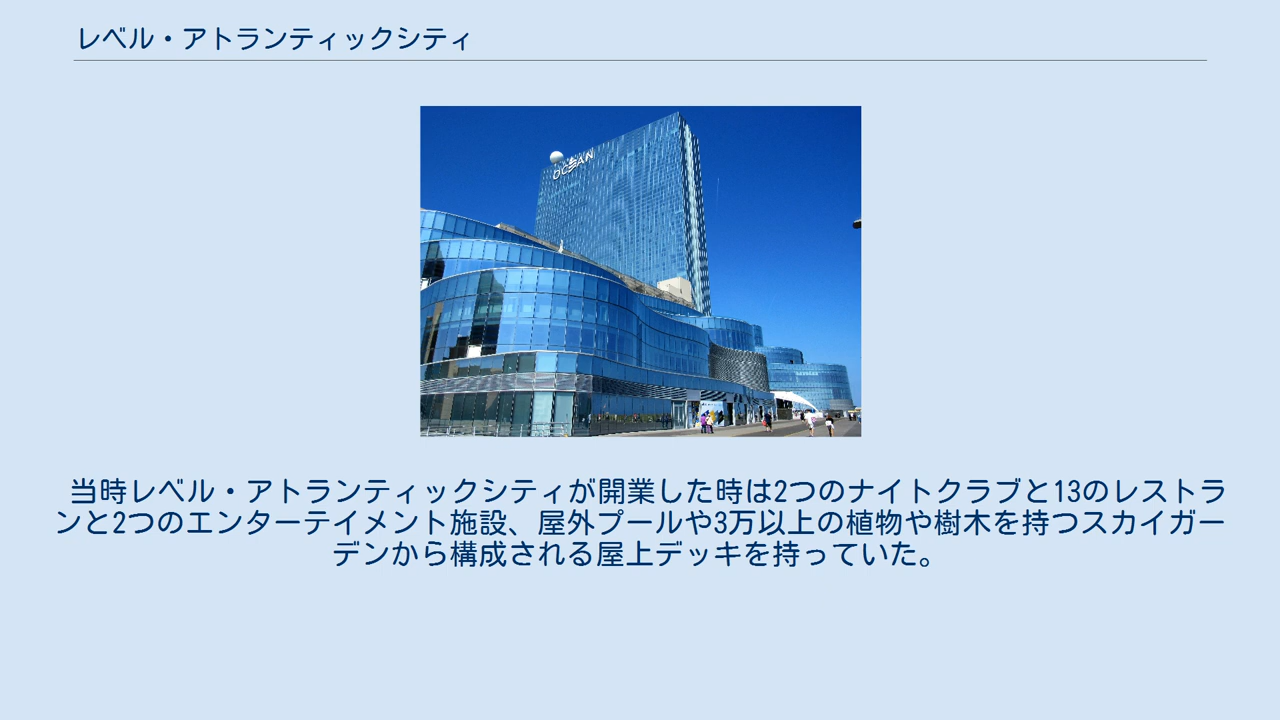 レベル・アトランティックシティ
OCEAN
当時レベル・アトランティックシティが開業した時は2つのナイトクラブと13のレストラ
ンと2つのエンターテイメント施設、屋外プールや3万以上の植物や樹木を持つスカイガー
デンから構成される屋上デッキを持っていた。